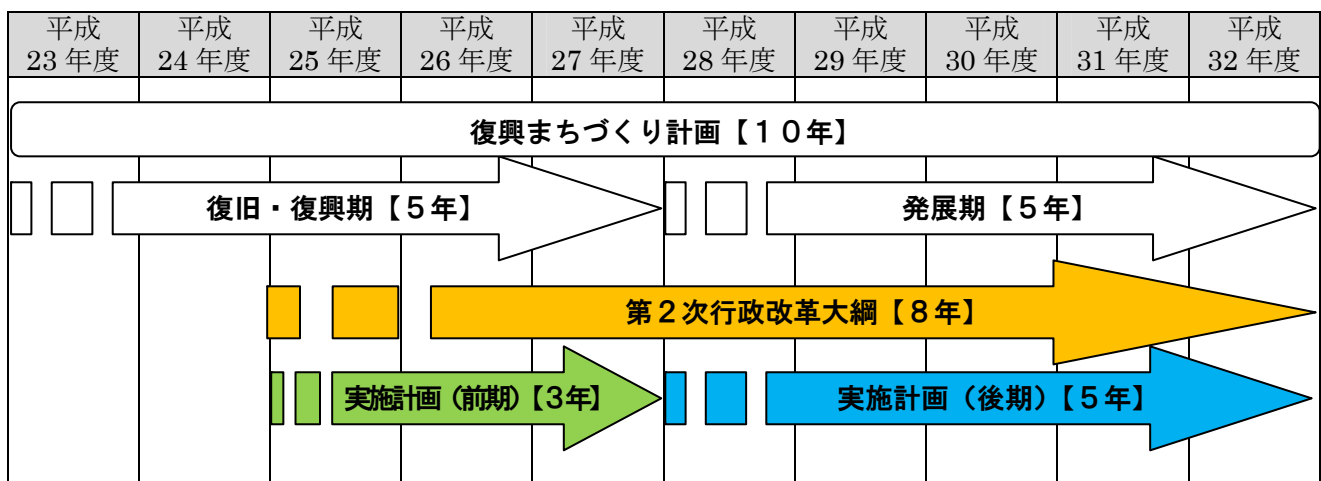 平成 平成 平成 平成 平成 平成 平成 平成 平成 平成
23 年度 24 年度 25 年度 26 年度 27 年度 28 年度 29 年度 30 年度 31 年度 32 年度
復興まちづくり計画【１０年】
復旧・復興期【５年】 発展期【５年】
第２次行政改革大綱【８年】
実施計画（前期）【3年】 実施計画（後期）【５年】